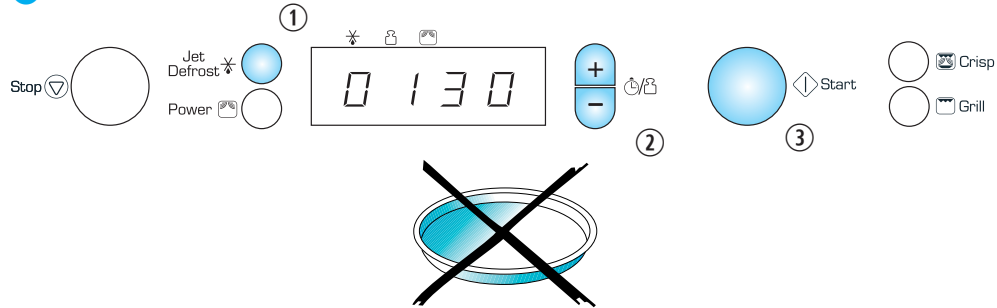 1
Jet
Defrost
Stop
Power
0130
+
−
2
Start
3
Crisp
Grill